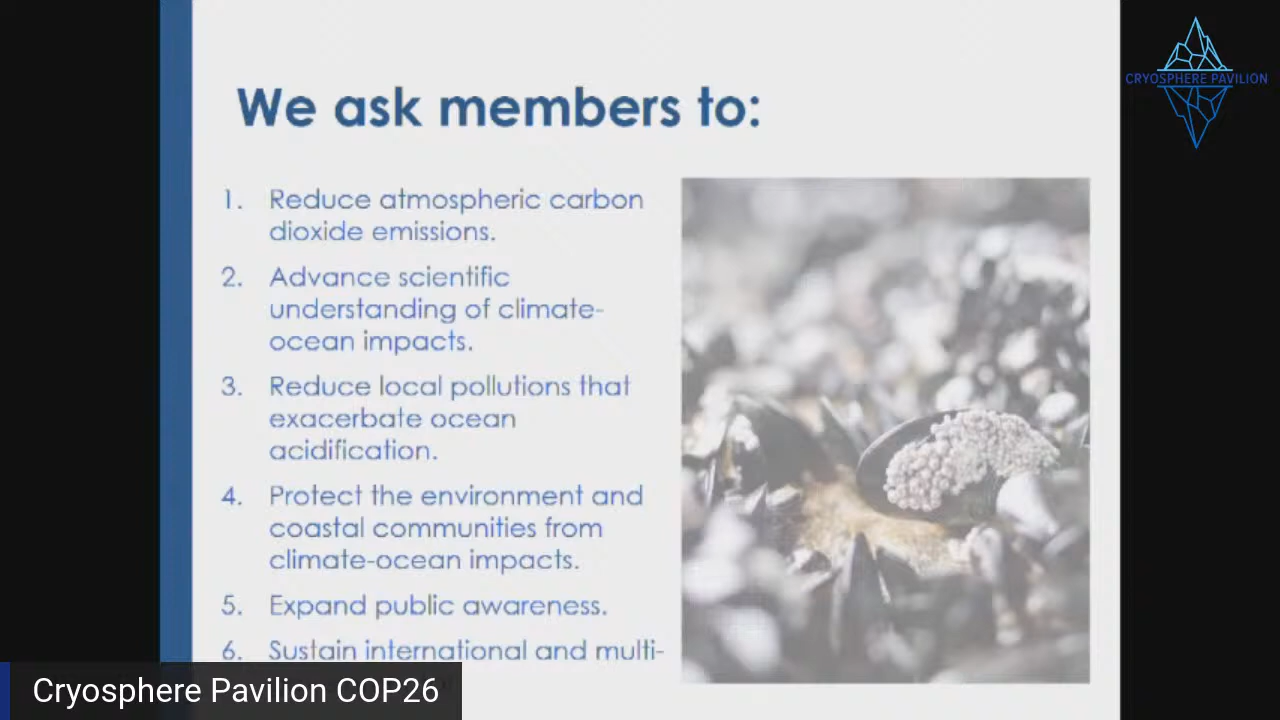 We ask members to:
CRYOSPHERE PAVILION
1. Reduce atmospheric carbon
dioxide emissions.
2. Advance scientific
understanding of climate-
ocean impacts.
3. Reduce local pollutions that
exacerbate ocean
acidification.
4. Protect the environment and
coastal communities from
climate-ocean impacts.
5. Expand public awareness.
6. Sustain international and multi-
Cryosphere Pavilion COP26